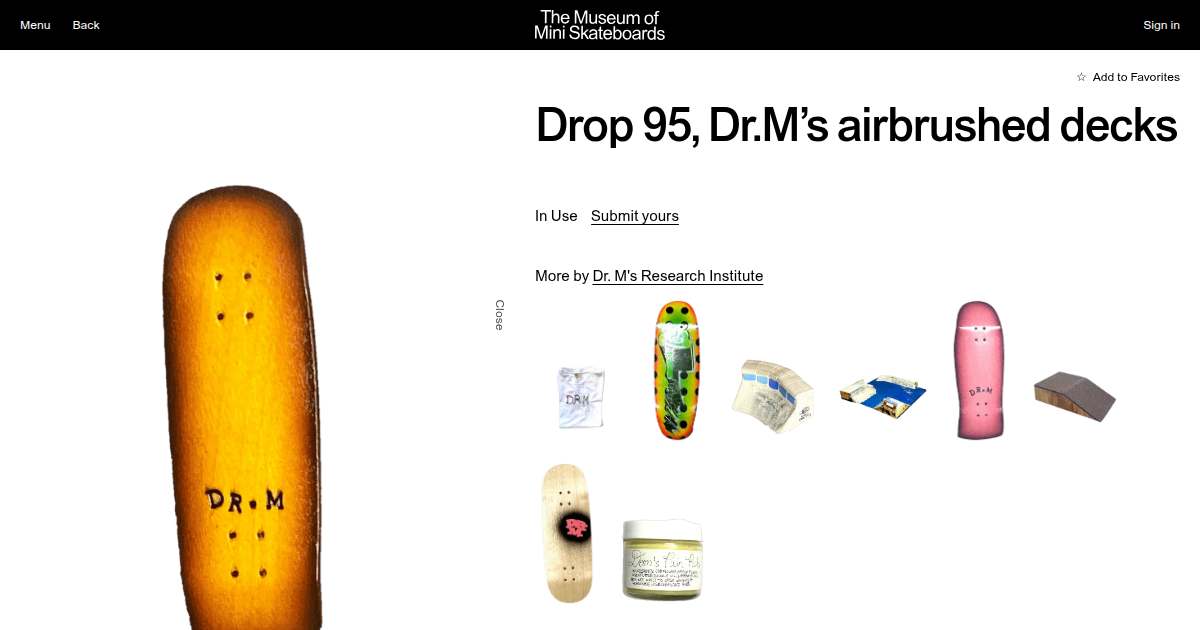 Menu
Back
The Museum of
Mini Skateboards
Sign in
☆ Add to Favorites
Drop 95, Dr.M’s airbrushed decks
In Use
Submit yours
More by Dr. M's Research Institute
Close
DR.M
DR.M
DR.M